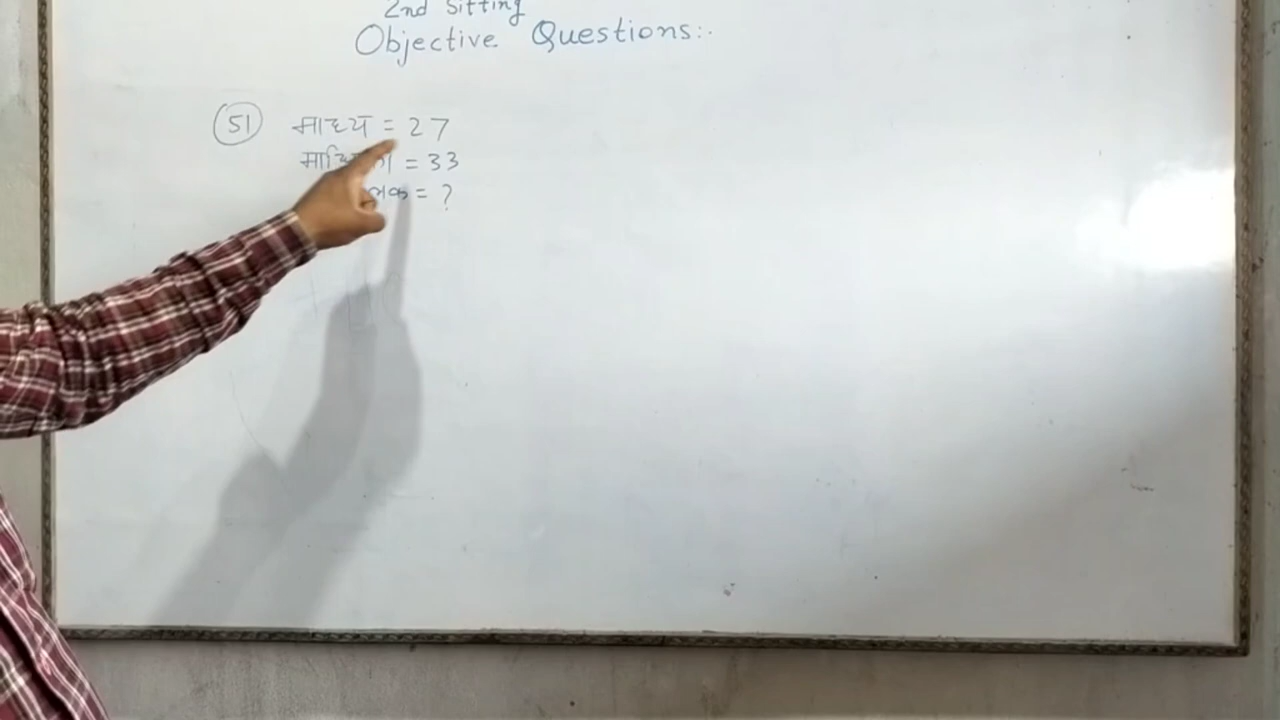 2nd Sitting
Objective Questions:-
51 माध्य = 27
= 33
= ?